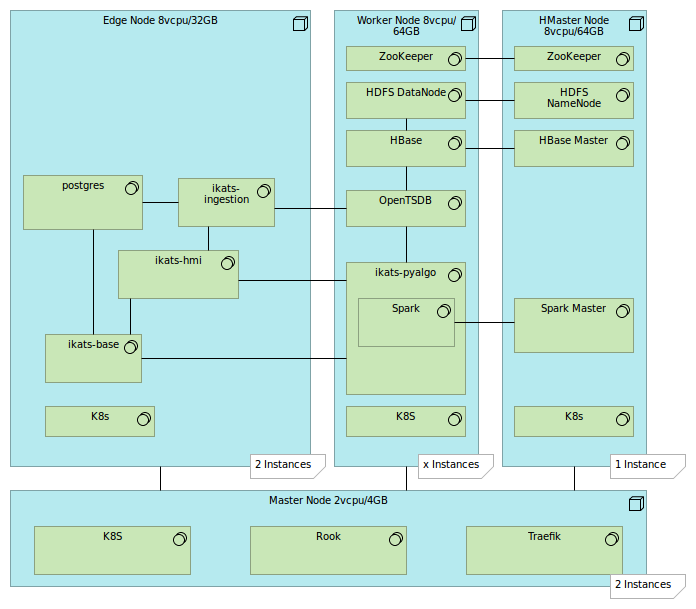 Edge Node 8vcpu/32GB
Worker Node 8vcpu/
64GB
HMaster Node
8vcpu/64GB
ZooKeeper
ZooKeeper
HDFS DataNode
HDFS
NameNode
HBase
HBase Master
postgres
ikats-
ingestion
OpenTSDB
ikats-hmi
ikats-pyalgo
Spark
Spark Master
ikats-base
K8s
K8S
K8s
2 Instances
x Instances
1 Instance
Master Node 2vcpu/4GB
K8S
Rook
Traefik
2 Instances